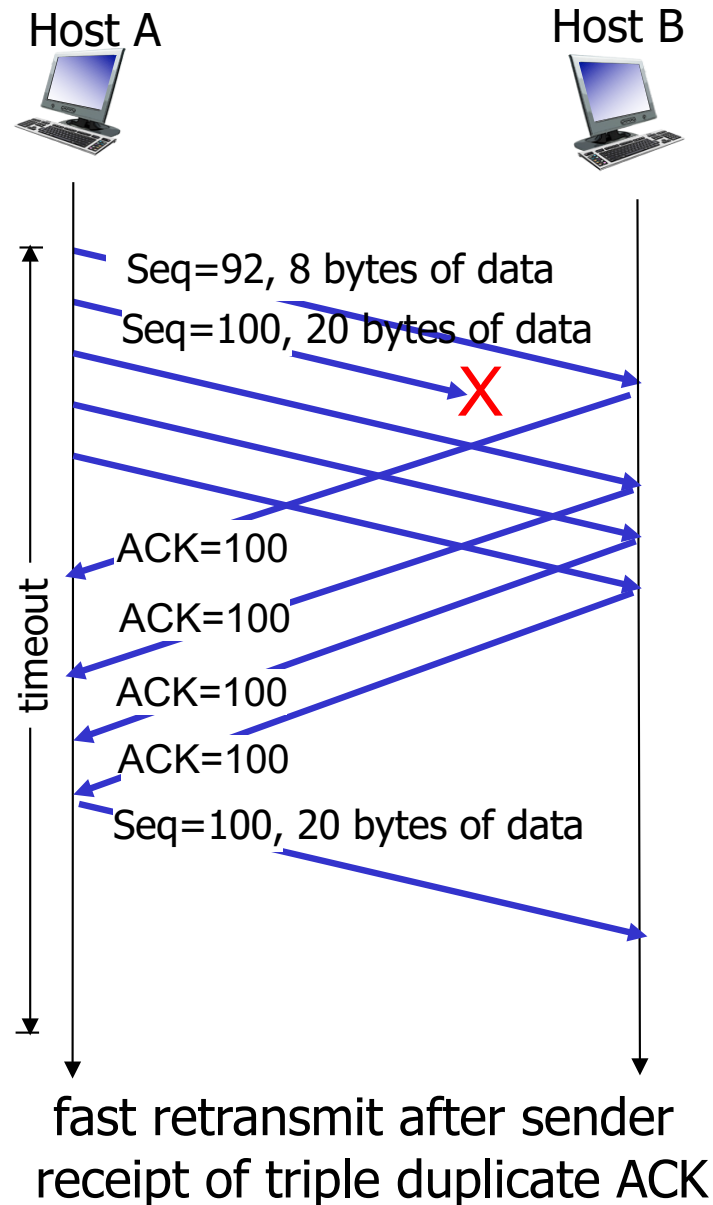 Host A
Host B
Seq=92, 8 bytes of data
Seq=100, 20 bytes of data
X
ACK=100
timeout
ACK=100
ACK=100
ACK=100
Seq=100, 20 bytes of data
fast retransmit after sender
receipt of triple duplicate ACK